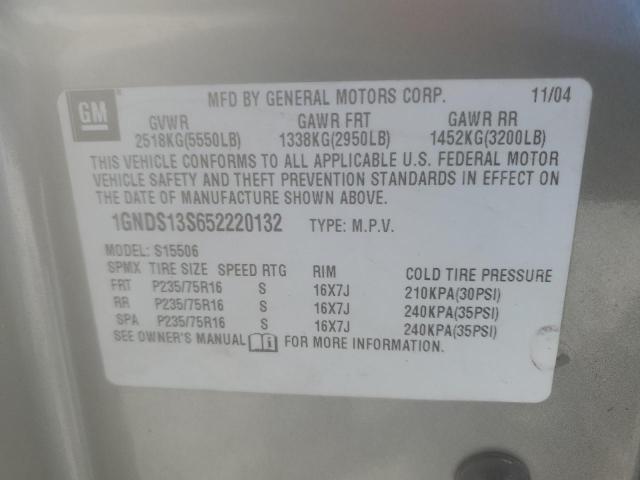 GM
MFD BY GENERAL MOTORS CORP. 11/04
GVWR GAWR FRT GAWR RR
2518KG(5550LB) 1338KG(2950LB) 1452KG(3200LB)
THIS VEHICLE CONFORMS TO ALL APPLICABLE U.S. FEDERAL MOTOR
VEHICLE SAFETY AND THEFT PREVENTION STANDARDS IN EFFECT ON
THE DATE OF MANUFACTURE SHOWN ABOVE.
1GNDS13S652220132 TYPE: M.P.V.
MODEL: S15506
SPMX TIRE SIZE SPEED RTG RIM COLD TIRE PRESSURE
FRT P235/75R16 S 16X7J 210KPA(30PSI)
RR P235/75R16 S 16X7J 240KPA(35PSI)
SPA P235/75R16 S 16X7J 240KPA(35PSI)
SEE OWNER'S MANUAL FOR MORE INFORMATION.